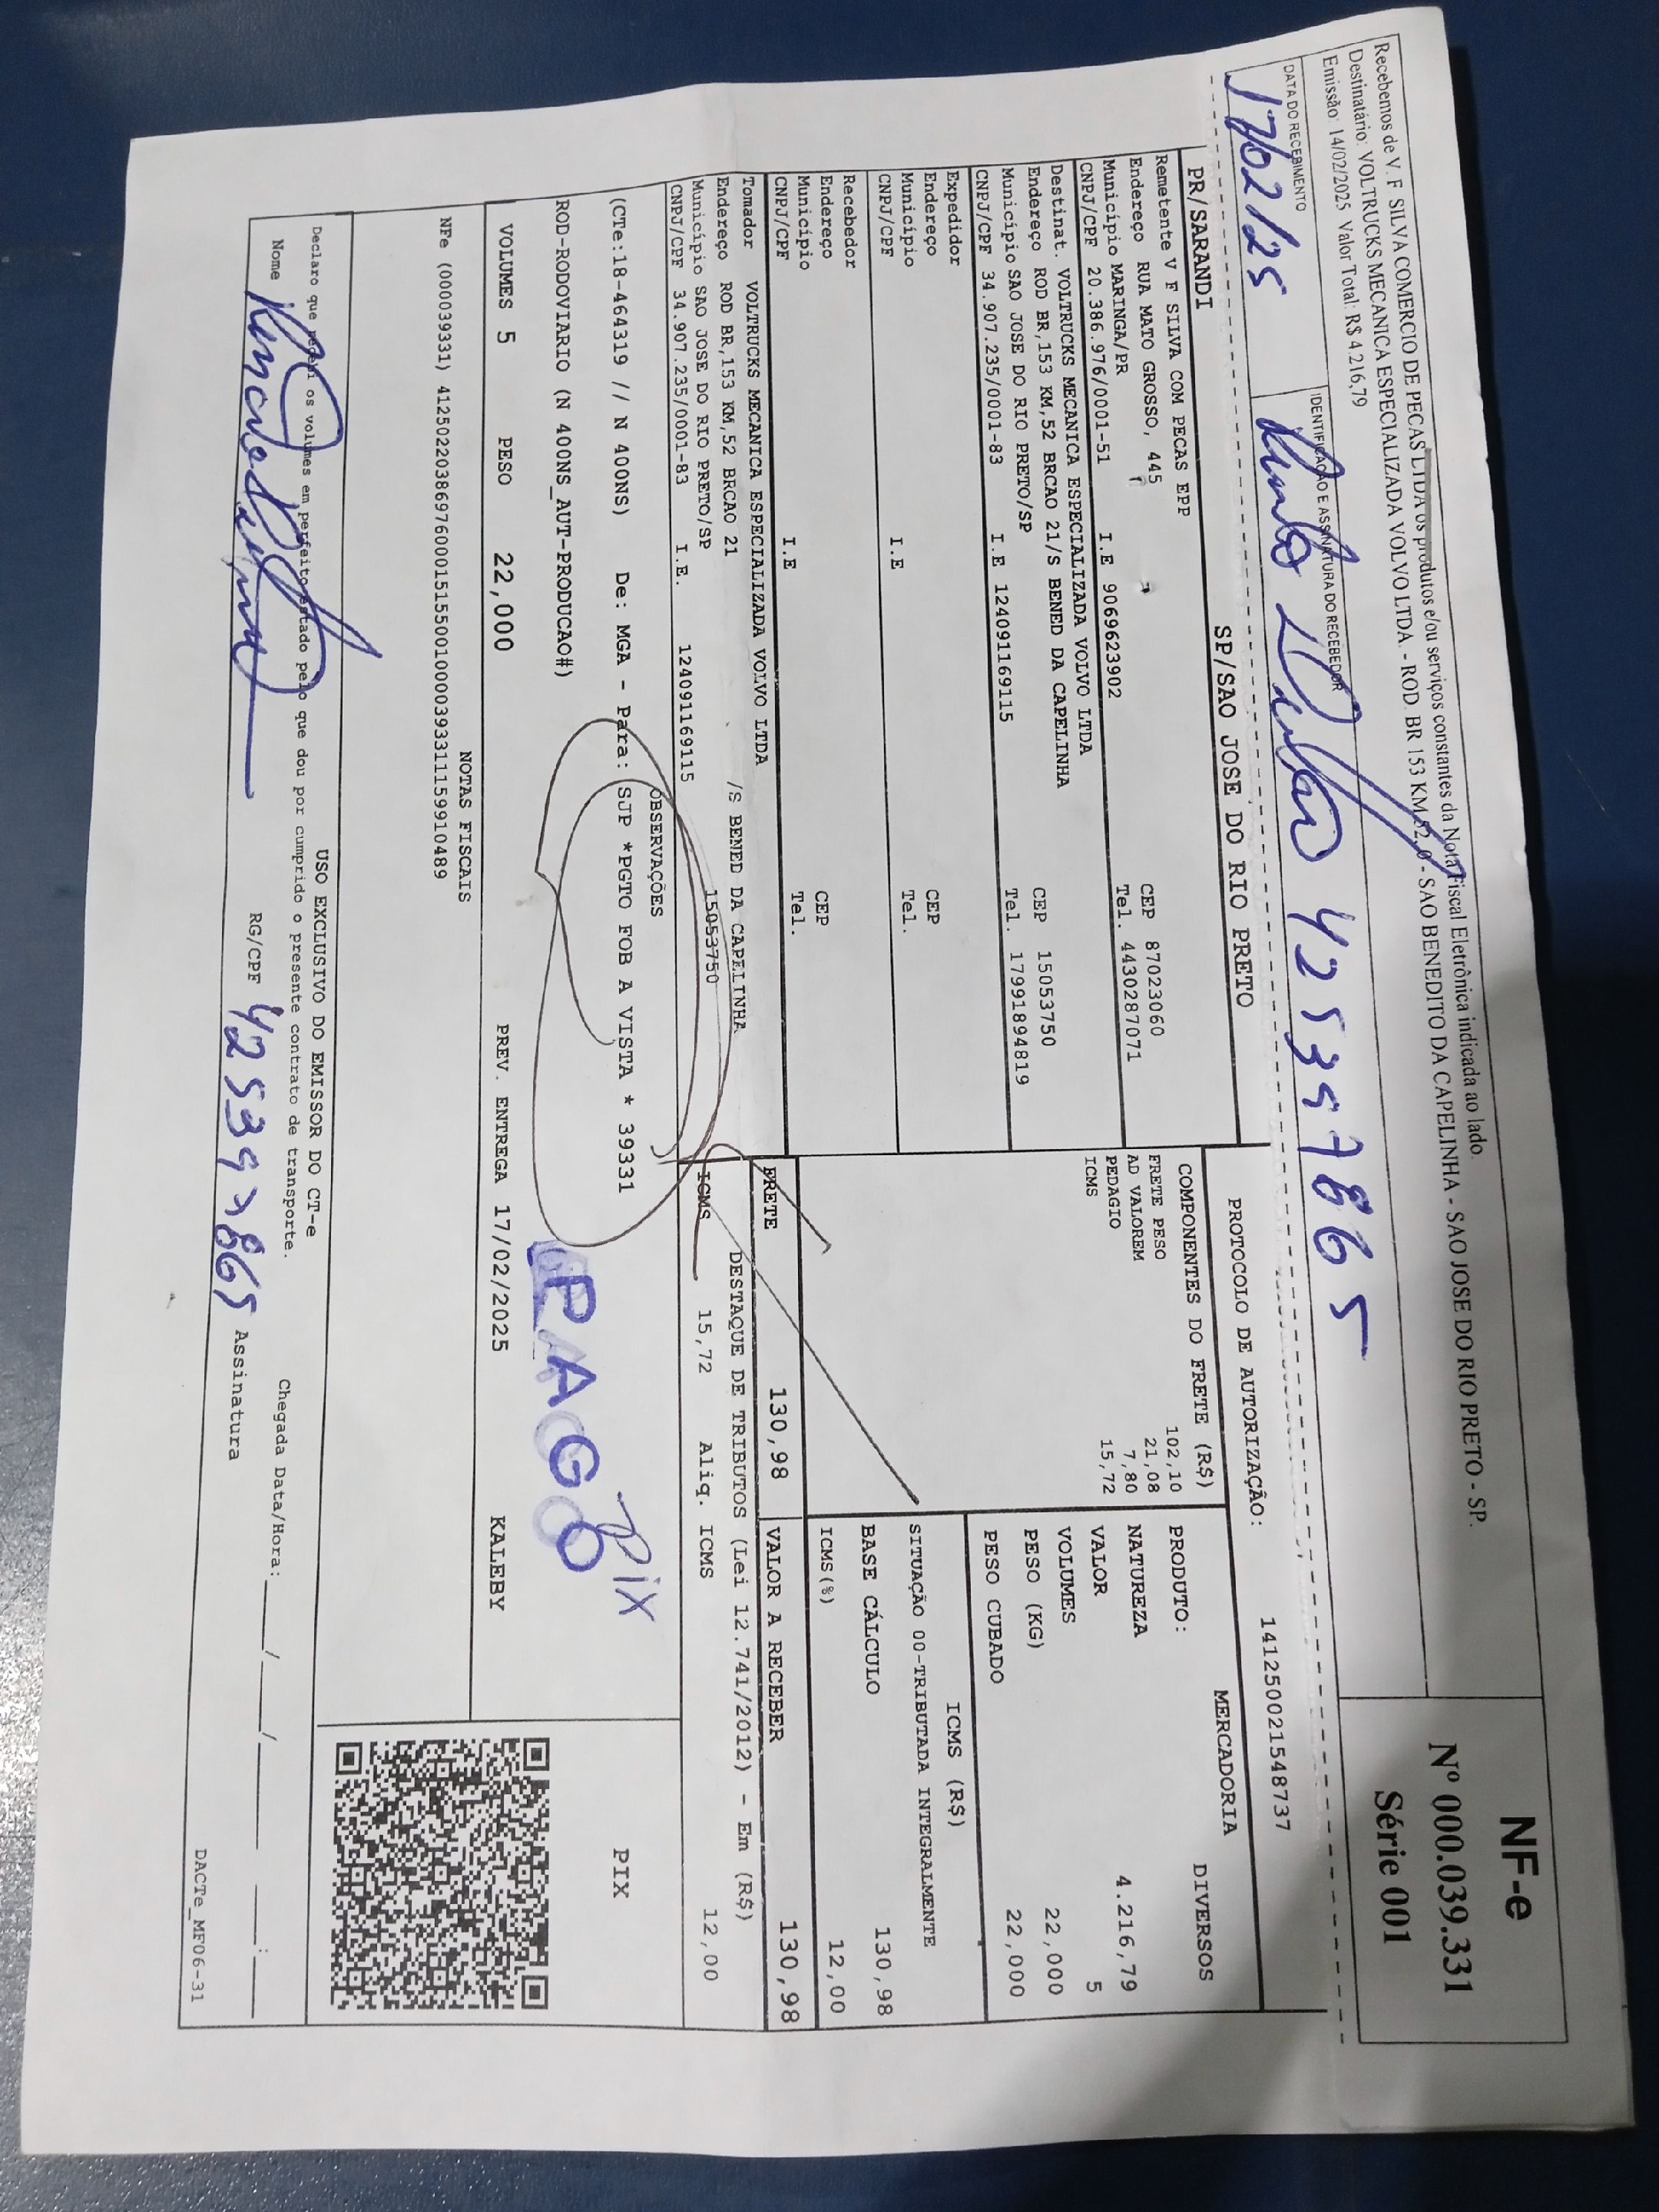 Recebemos de V. F SILVA COMERCIO DE PECAS LTDA os produtos e/ou serviços constantes da Nota Fiscal Eletrônica indicada ao lado.
Destinatário: VOLTRUCKS MECANICA ESPECIALIZADA VOLVO LTDA. - ROD. BR 153 KM 52, 0 - SAO BENEDITO DA CAPELINHA - SAO JOSE DO RIO PRETO - SP.
Emissão: 14/02/2025 Valor Total: R$ 4.216,79
NF-e
Nº 000.039.331
Série 001
DATA DO RECEBIMENTO
IDENTIFICAÇÃO E ASSINATURA DO RECEBEDOR
17/02/25
425397865
PR/SARANDI
SP/SAO JOSE DO RIO PRETO
PROTOCOLO DE AUTORIZAÇÃO:
141250021548737
Remetente V F SILVA COM PECAS EPP
Endereço RUA MATO GROSSO, 445
CEP 87023060
Município MARINGA/PR
Tel. 4430287071
CNPJ/CPF 20.386.976/0001-51 I.E 9069623902
Destinat. VOLTRUCKS MECANICA ESPECIALIZADA VOLVO LTDA
Endereço ROD BR,153 KM,52 BRCAO 21/S BENED DA CAPELINHA
CEP 15053750
Município SAO JOSE DO RIO PRETO/SP
Tel. 17991894819
CNPJ/CPF 34.907.235/0001-83 I.E 124091169115
Expedidor
Endereço
CEP
Município
Tel.
CNPJ/CPF I.E
Recebedor
Endereço
CEP
Município
Tel.
CNPJ/CPF I.E
COMPONENTES DO FRETE (R$)
FRETE PESO 102,10
AD VALOREM 21,08
PEDAGIO 7,80
ICMS 15,72
MERCADORIA
PRODUTO: DIVERSOS
NATUREZA
VALOR 4.216,79
VOLUMES 5
PESO (KG) 22,000
PESO CUBADO 22,000
ICMS (R$)
SITUAÇÃO 00-TRIBUTADA INTEGRALMENTE
BASE CÁLCULO 130,98
ICMS(%) 12,00
Tomador VOLTRUCKS MECANICA ESPECIALIZADA VOLVO LTDA
Endereço ROD BR,153 KM,52 BRCAO 21 /S BENED DA CAPELINHA
Município SAO JOSE DO RIO PRETO/SP 15053750
CNPJ/CPF 34.907.235/0001-83 I.E. 124091169115
FRETE 130,98
VALOR A RECEBER 130,98
DESTAQUE DE TRIBUTOS (Lei 12.741/2012) - Em (R$)
ICMS 15,72 Aliq. ICMS 12,00
OBSERVAÇÕES
(CTe:18-464319 // N 400NS) De: MGA - Para: SJP *PGTO FOB A VISTA * 39331
ROD-RODOVIARIO (N 400NS_AUT-PRODUCAO#)
PAGO
PIX
PIX
VOLUMES 5 PESO 22,000 PREV. ENTREGA 17/02/2025 KALEBY
NOTAS FISCAIS
NFe (000039331) 41250220386976000151550010000393311159910489
USO EXCLUSIVO DO EMISSOR DO CT-e
Declaro que recebi os volumes em perfeito estado pelo que dou por cumprido o presente contrato de transporte.
Chegada Data/Hora:____/____/____ ____:____
Nome
RG/CPF 425397865 Assinatura
DACTe_MF06-31